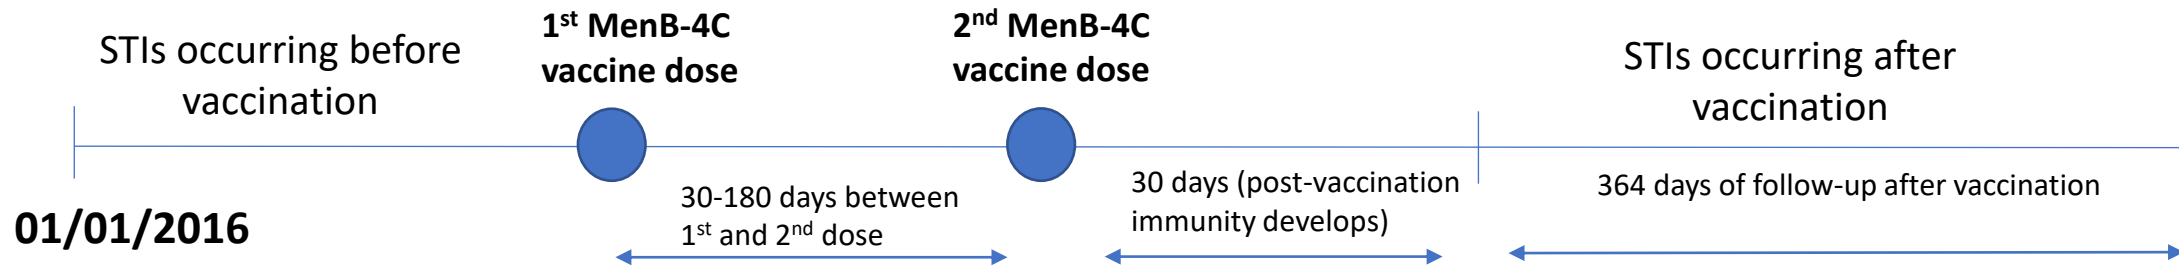 STIs occurring before
vaccination
1st MenB-4C
vaccine dose
2nd MenB-4C
vaccine dose
STIs occurring after
vaccination
01/01/2016
30-180 days between
1st and 2nd dose
30 days (post-vaccination
immunity develops)
364 days of follow-up after vaccination